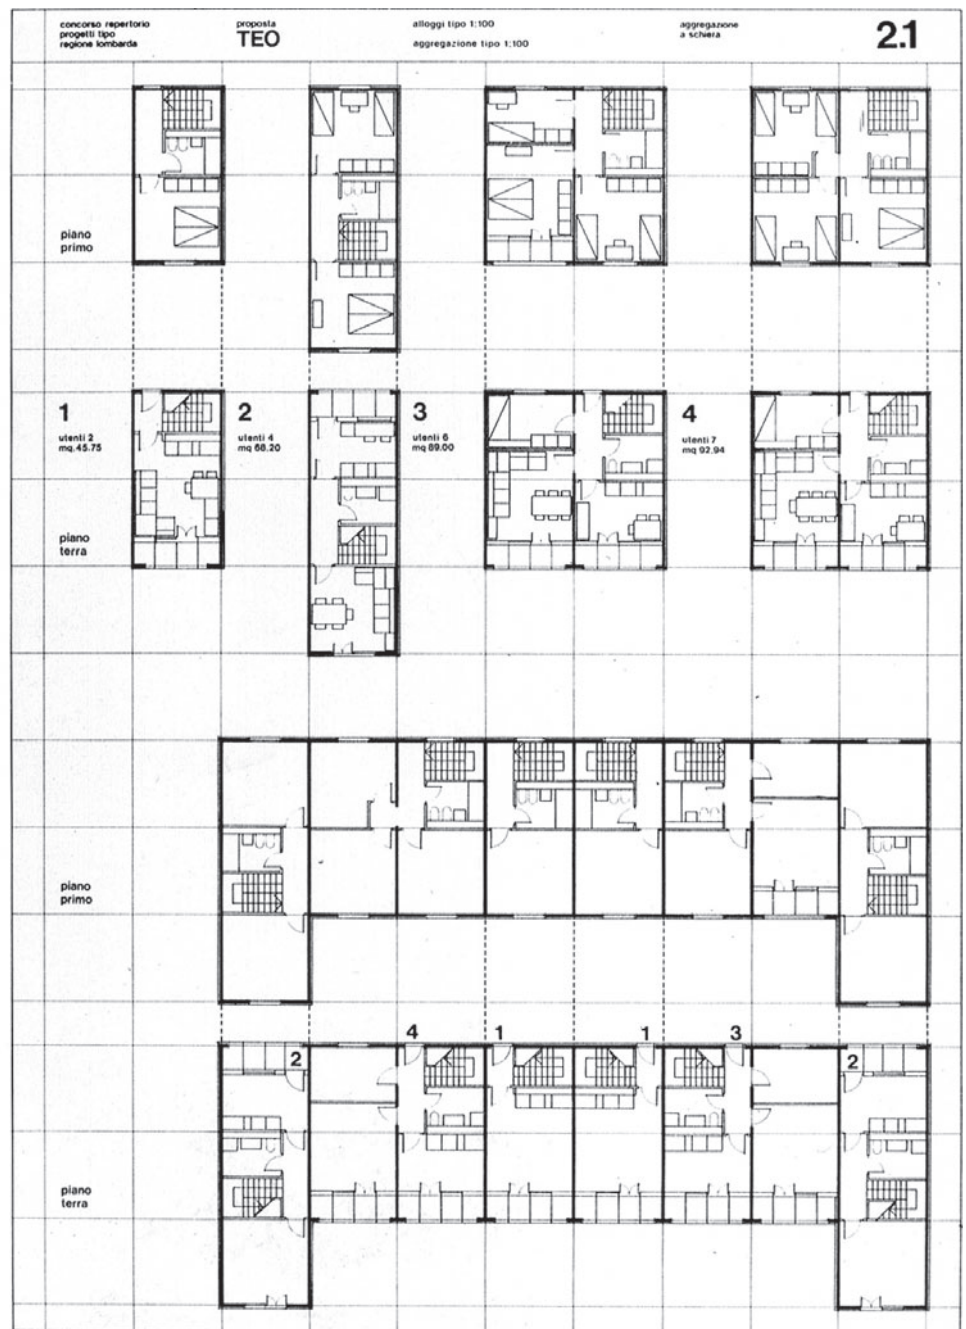 concorso repertorio
progetti tipo
regione lombarda
proposta
TEO
alloggi tipo 1:100
aggregazione tipo 1:100
aggregazione
a schiera
2.1
piano
primo
1
utenti 2
mq. 45.75
2
utenti 4
mq 68.20
3
utenti 6
mq 89.00
4
utenti 7
mq 92.94
piano
terra
piano
primo
4 1 1 3
2 2
piano
terra